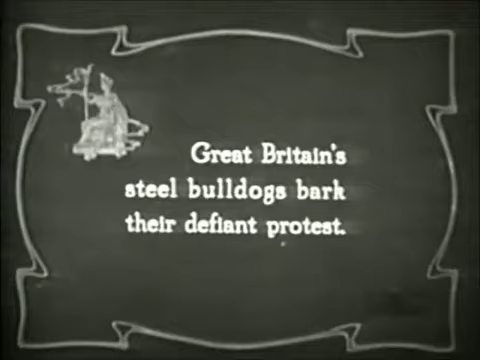 Great Britain's
steel bulldogs bark
their defiant protest.